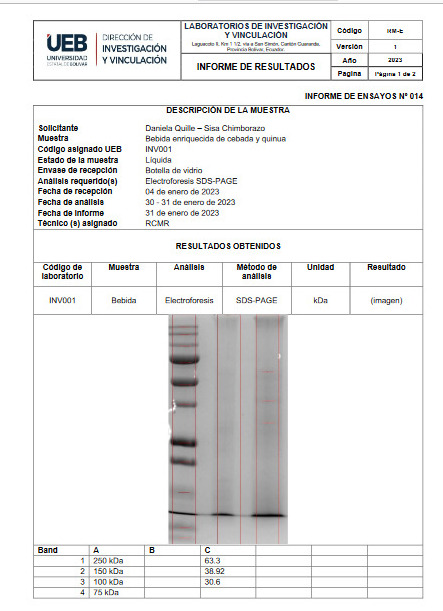 UEB
UNIVERSIDAD
ESTATAL DE BOLÍVAR
DIRECCIÓN DE
INVESTIGACIÓN
Y VINCULACIÓN
LABORATORIOS DE INVESTIGACIÓN
Y VINCULACIÓN
Laguacoto II, Km 1 1/2, vía a San Simón, Cantón Guaranda,
Provincia Bolívar, Ecuador.
INFORME DE RESULTADOS
Código RM-E
Versión 1
Año 2023
Pagina Página 1 de 2
INFORME DE ENSAYOS Nº 014
DESCRIPCIÓN DE LA MUESTRA
Solicitante Daniela Quille – Sisa Chimborazo
Muestra Bebida enriquecida de cebada y quinua
Código asignado UEB INV001
Estado de la muestra Líquida
Envase de recepción Botella de vidrio
Análisis requerido(s) Electroforesis SDS-PAGE
Fecha de recepción 04 de enero de 2023
Fecha de análisis 30 - 31 de enero de 2023
Fecha de informe 31 de enero de 2023
Técnico (s) asignado RCMR
RESULTADOS OBTENIDOS
Código de laboratorio Muestra Análisis Método de análisis Unidad Resultado
INV001 Bebida Electroforesis SDS-PAGE kDa (imagen)
Band A B C
1 250 kDa 63.3
2 150 kDa 38.92
3 100 kDa 30.6
4 75 kDa